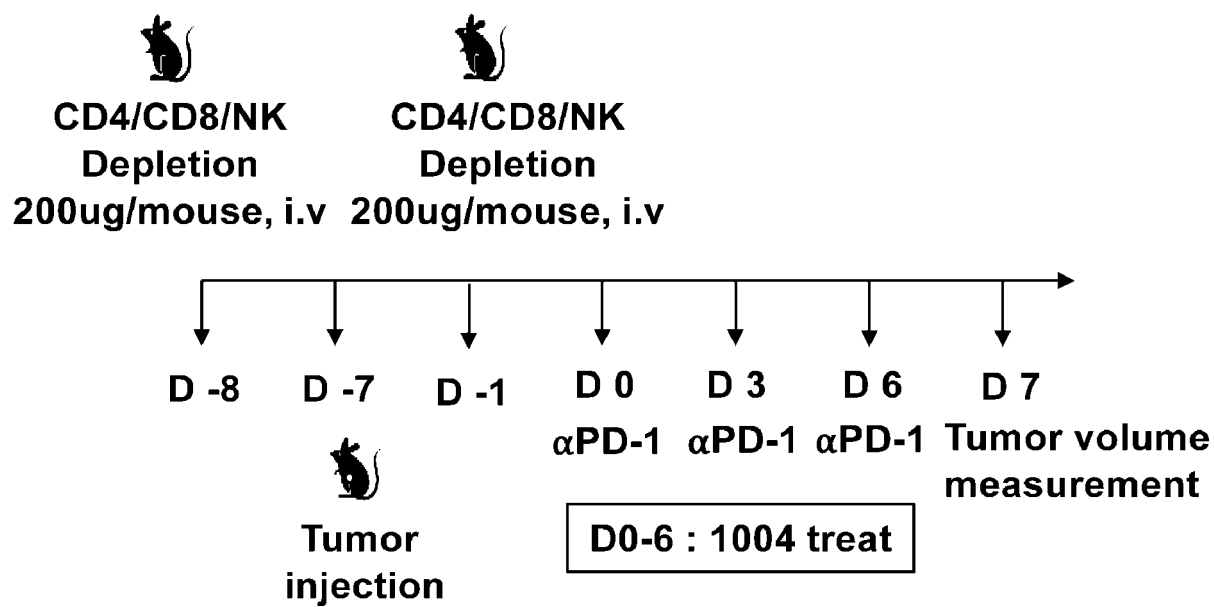 CD4/CD8/NK
Depletion
200ug/mouse, i.v
CD4/CD8/NK
Depletion
200ug/mouse, i.v
D -8
D -7
D -1
D 0
D 3
D 6
D 7
αPD-1
αPD-1
αPD-1
Tumor volume
measurement
Tumor
injection
D0-6 : 1004 treat